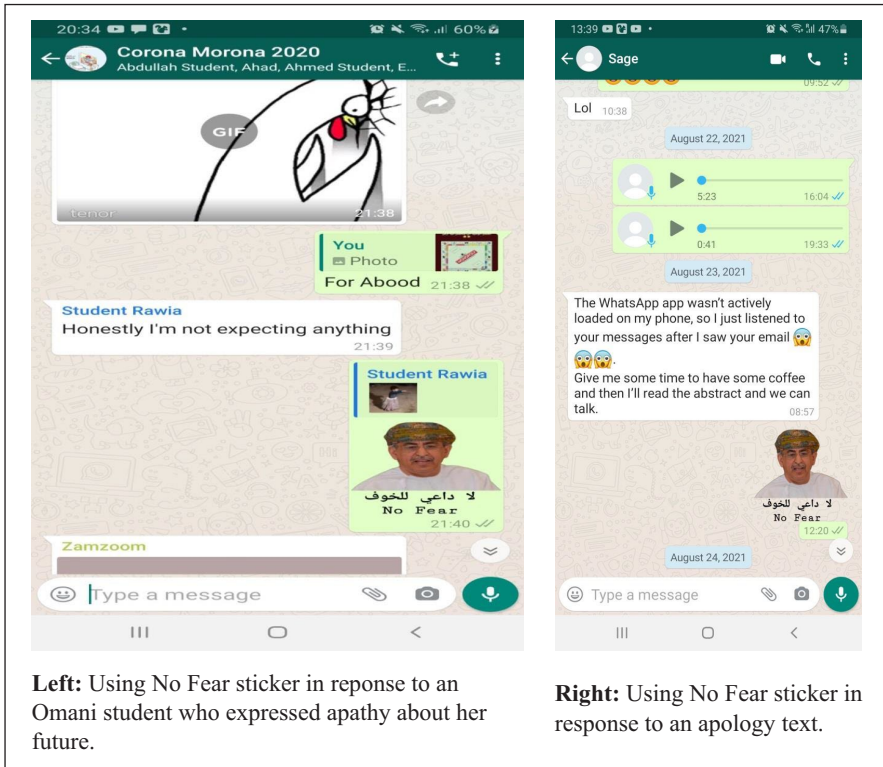 20:34
60%
Corona Morona 2020
Abdullah Student, Ahad, Ahmed Student, E...
GIF
tenor
21:38
You
Photo
For Abood 21:38
Student Rawia
Honestly I'm not expecting anything
21:39
Student Rawia
لا داعي للخوف
No Fear
21:40
Zamzoom
Type a message
13:39
47%
Sage
09:52
Lol 10:38
August 22, 2021
5:23 16:04
0:41 19:33
August 23, 2021
The WhatsApp app wasn't actively
loaded on my phone, so I just listened to
your messages after I saw your email 😱
😱😱.
Give me some time to have some coffee
and then I'll read the abstract and we can
talk. 08:57
لا داعي للخوف
No Fear
12:20
August 24, 2021
Type a message
Left: Using No Fear sticker in reponse to an
Omani student who expressed apathy about her
future.
Right: Using No Fear sticker in
response to an apology text.